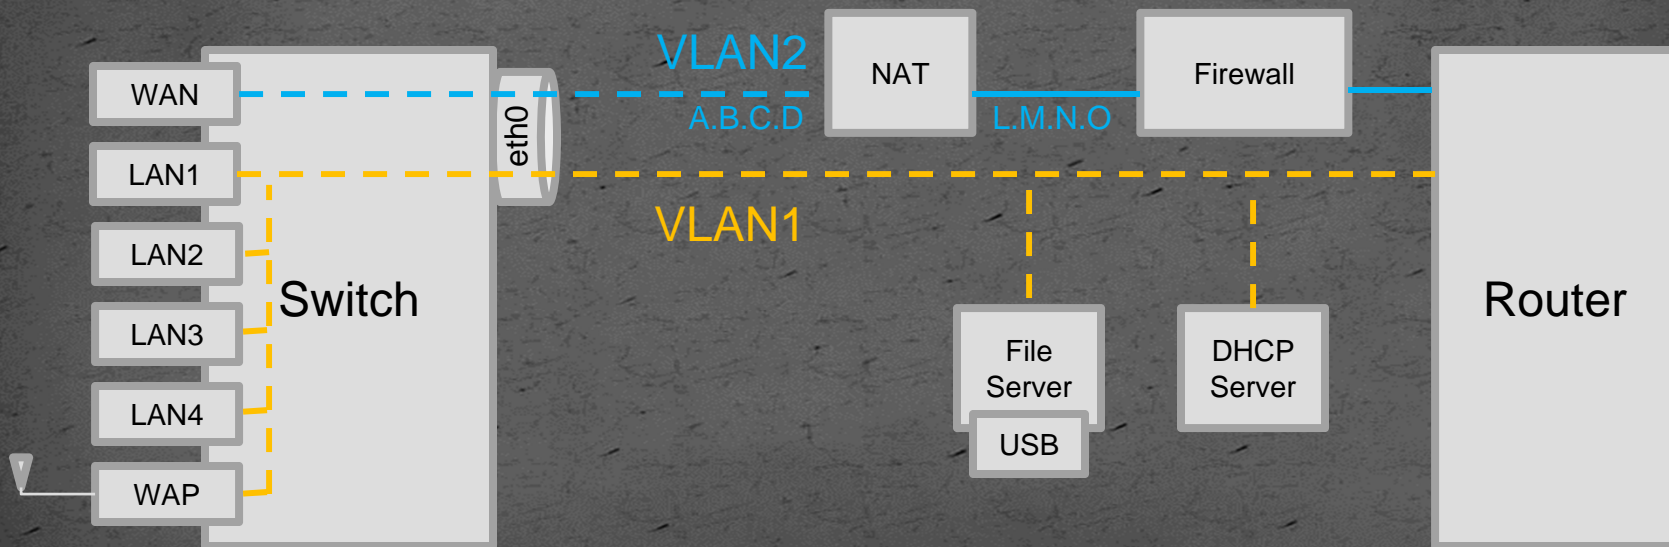 WAN
LAN1
LAN2
LAN3
LAN4
WAP
Switch
eth0
VLAN2
A.B.C.D
NAT
L.M.N.O
Firewall
VLAN1
File
Server
USB
DHCP
Server
Router